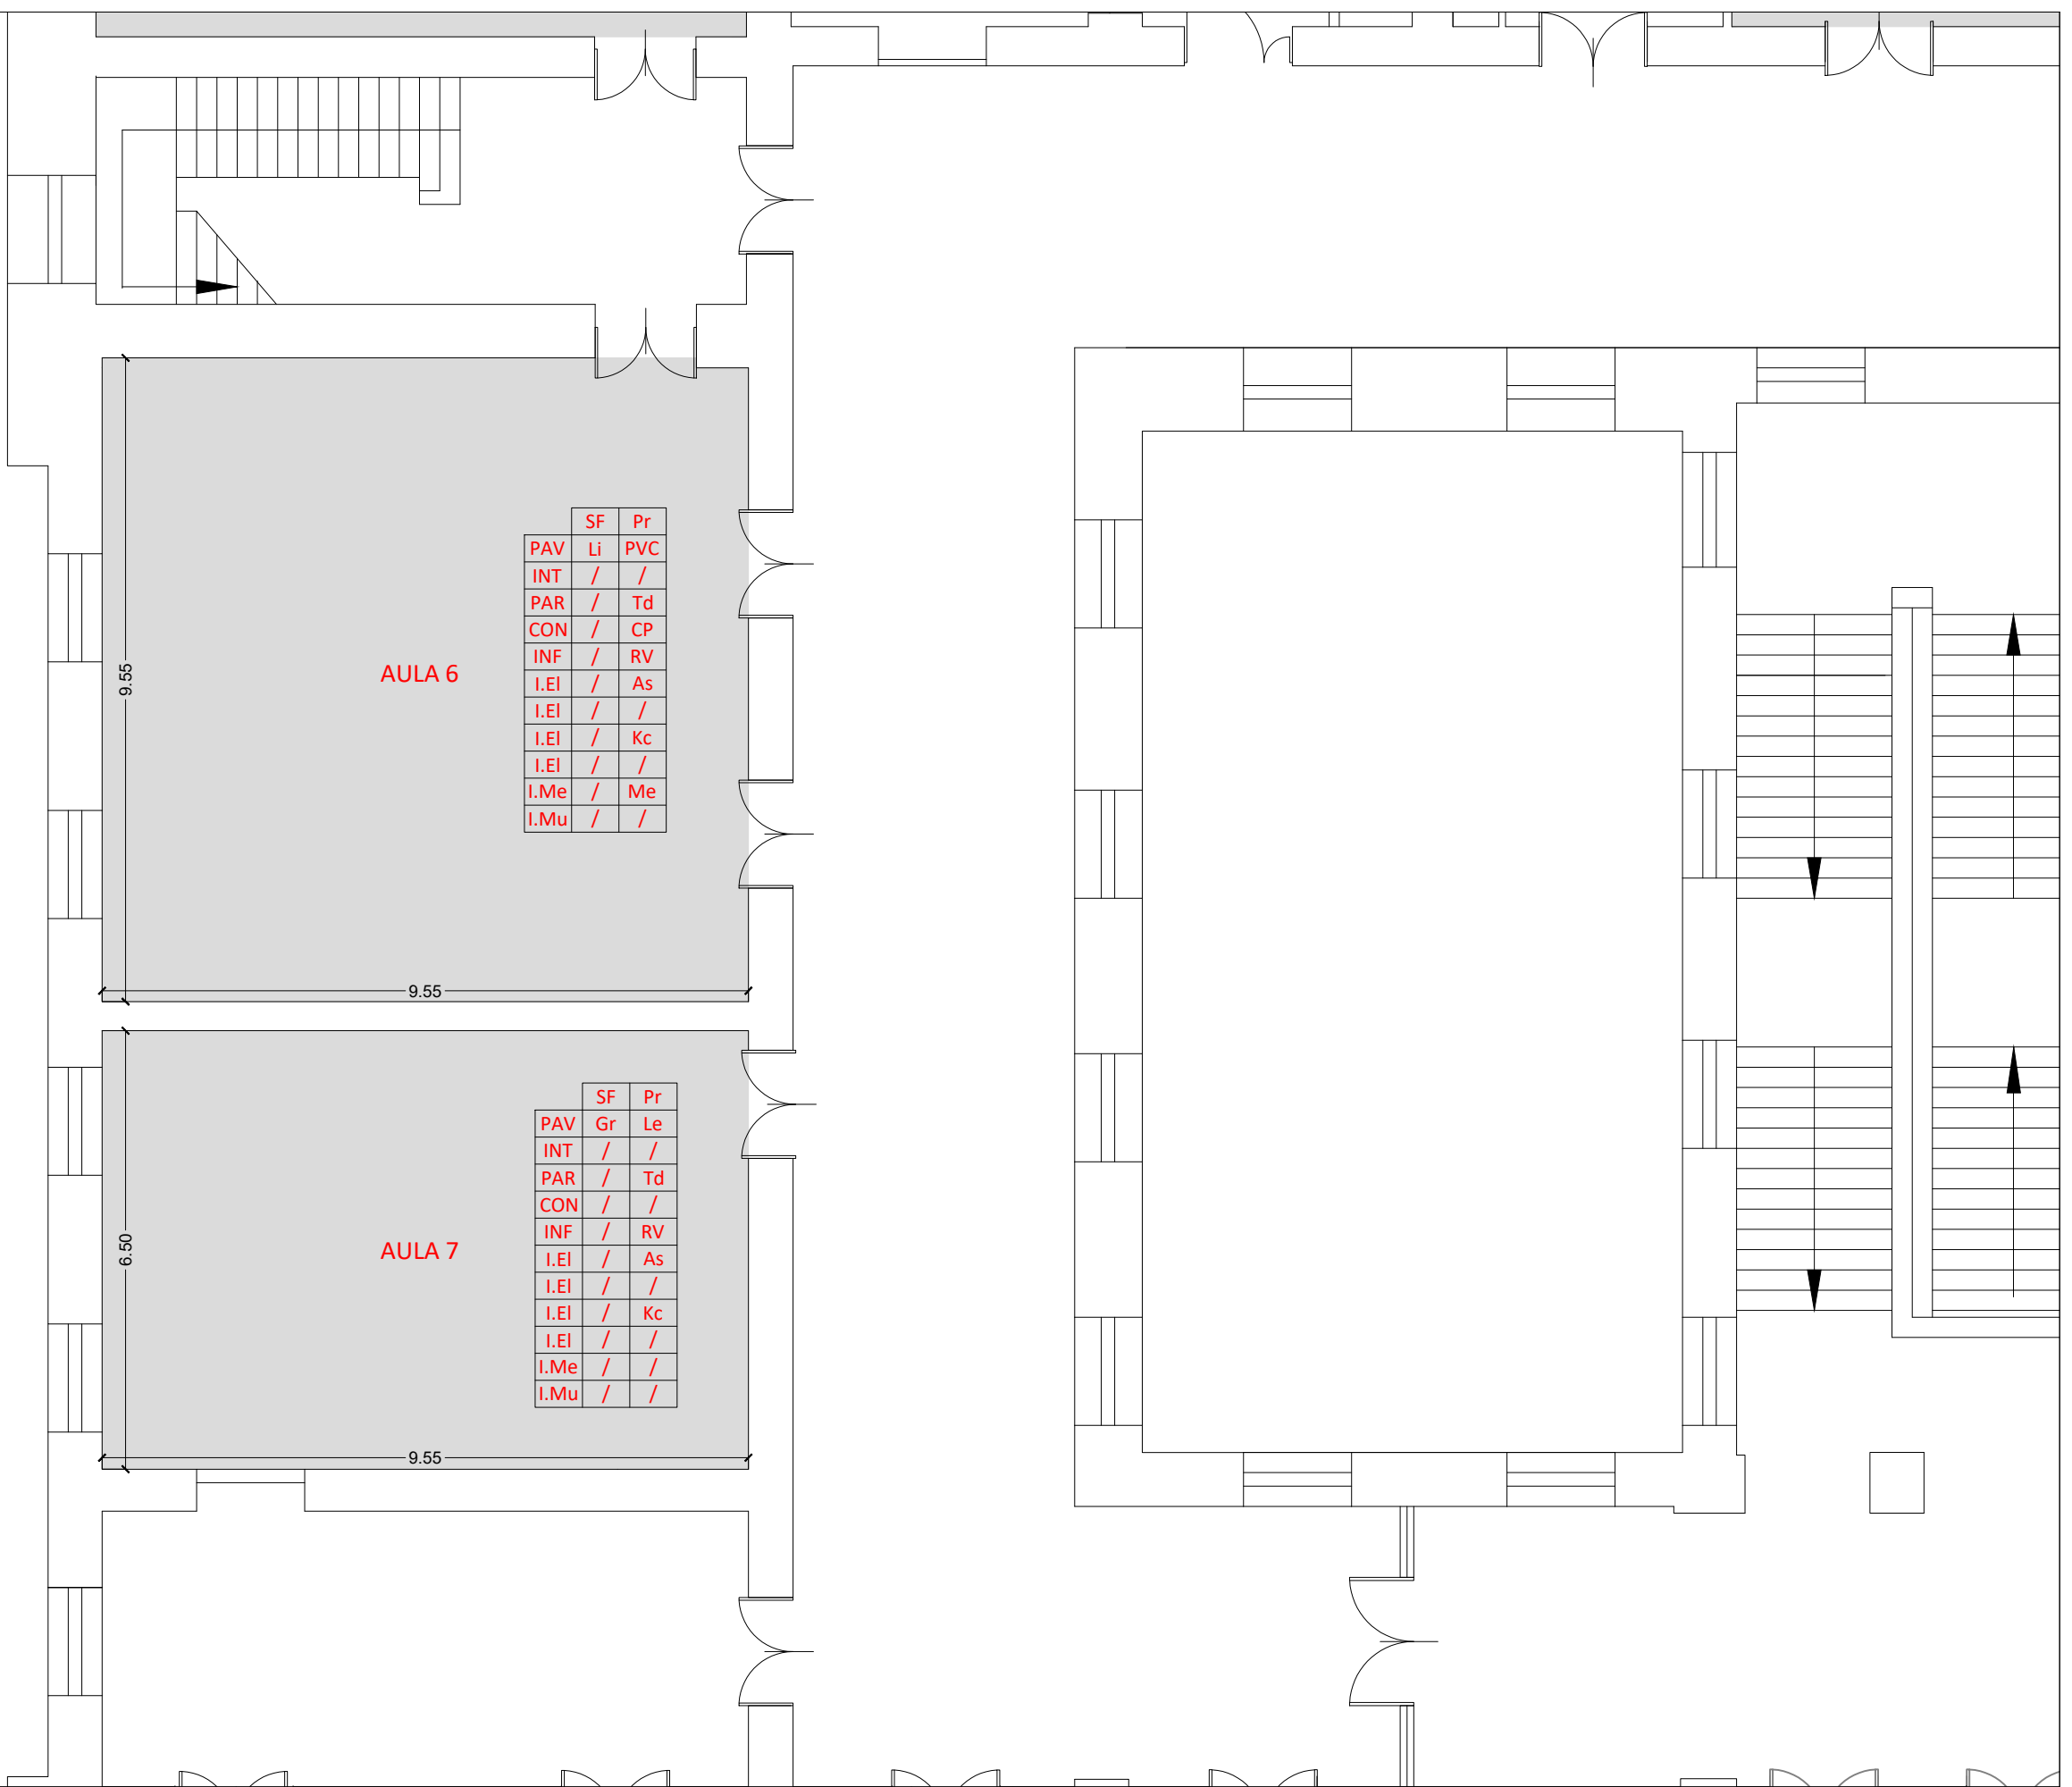 SF Pr
PAV Li PVC
INT / /
PAR / Td
CON / CP
INF / RV
I.El / As
I.El / /
I.El / Kc
I.El / /
I.Me / Me
I.Mu / /
AULA 6
9.55
9.55
SF Pr
PAV Gr Le
INT / /
PAR / Td
CON / /
INF / RV
I.El / As
I.El / /
I.El / Kc
I.El / /
I.Me / /
I.Mu / /
AULA 7
6.50
9.55